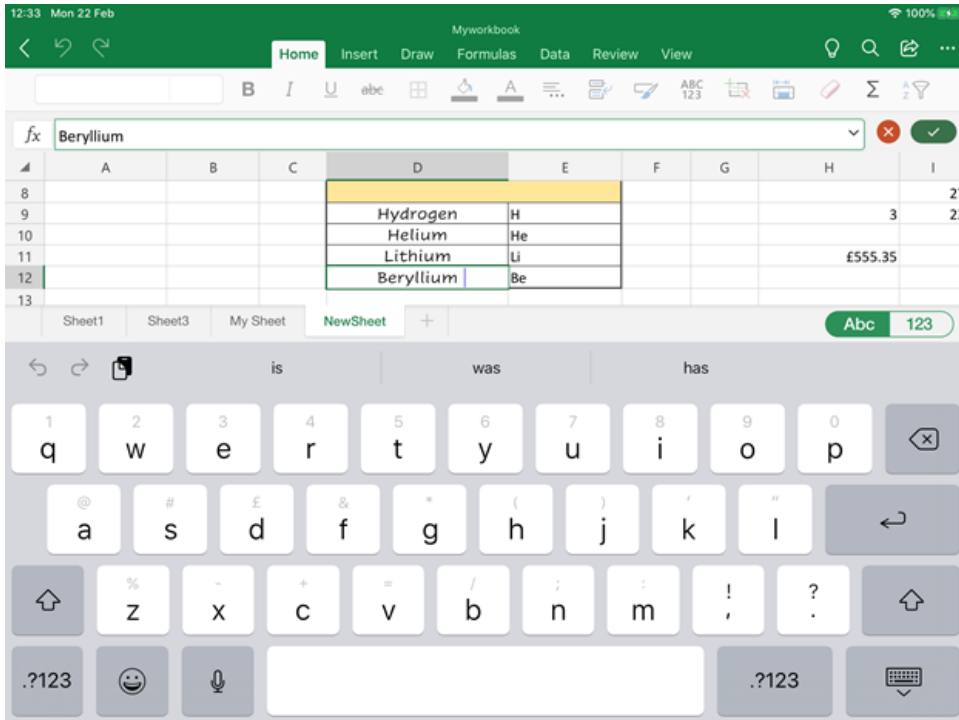 12:33 Mon 22 Feb 100%
Myworkbook
Home Insert Draw Formulas Data Review View
B I U abc A ABC 123 Σ A Z
fx Beryllium
A B C D E F G H I
8
9 Hydrogen H 3
10 Helium He
11 Lithium Li £555.35
12 Beryllium Be
13
Sheet1 Sheet3 My Sheet NewSheet + Abc 123
is was has
1 2 3 4 5 6 7 8 9 0
q w e r t y u i o p
@ # £ & * ( ) ' "
a s d f g h j k l
% - + = / ; : ! ?
z x c v b n m , .
.?123 .?123